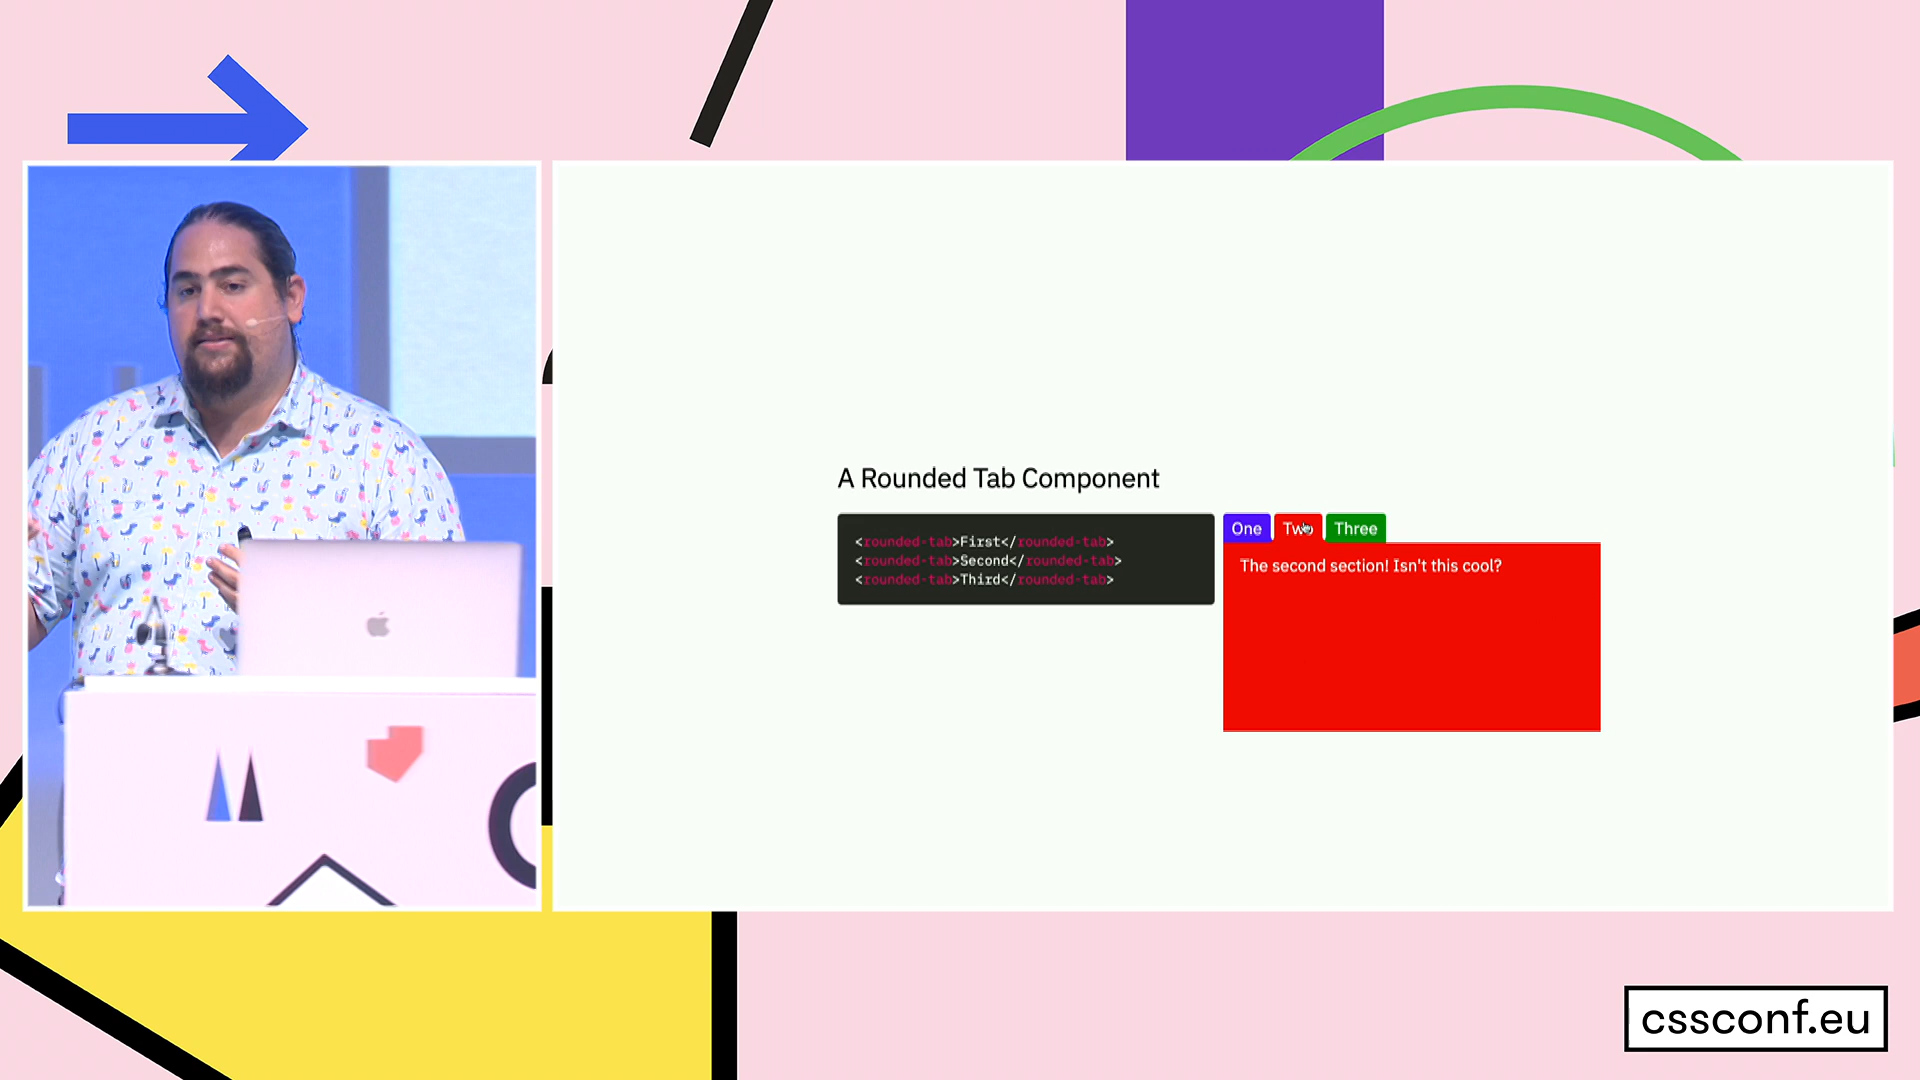 A Rounded Tab Component
<rounded-tab>First</rounded-tab>
<rounded-tab>Second</rounded-tab>
<rounded-tab>Third</rounded-tab>
One Two Three
The second section! Isn't this cool?
cssconf.eu